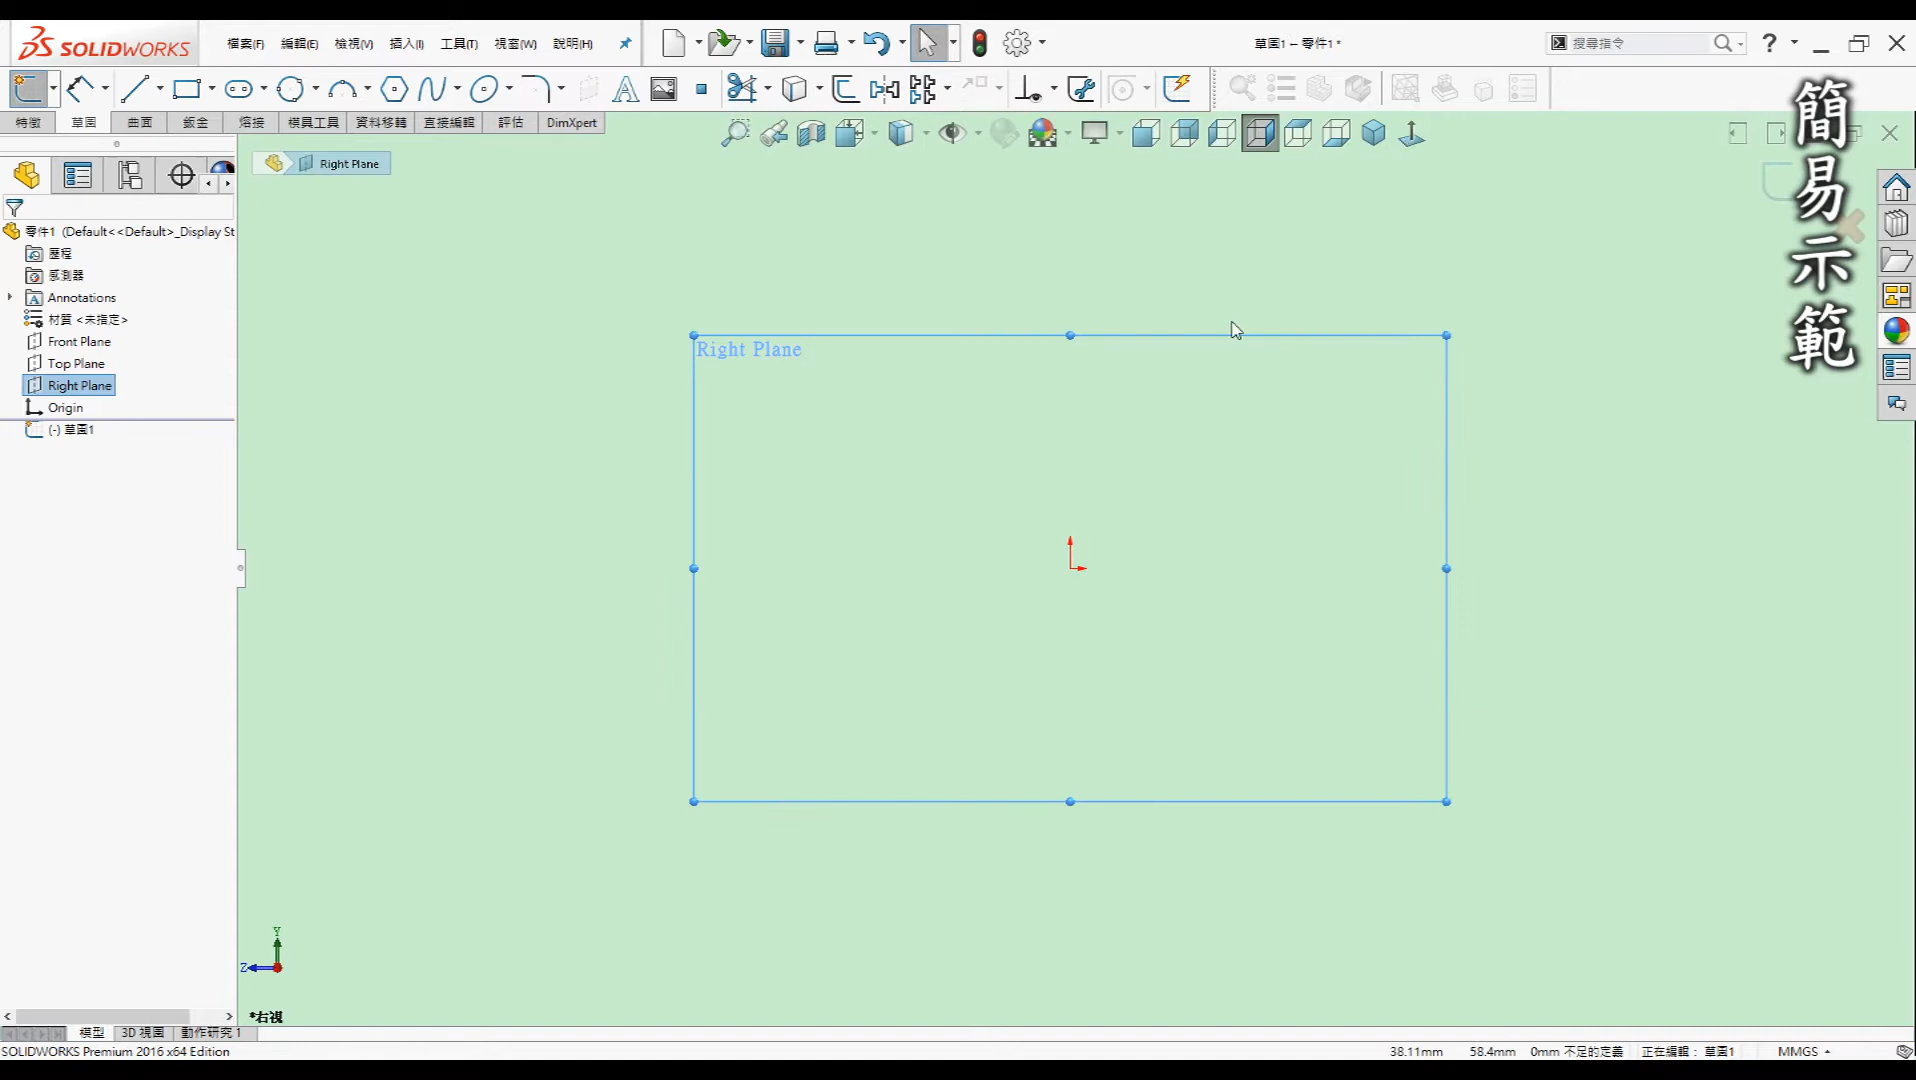 SOLIDWORKS 檔案(F) 編輯(E) 檢視(V) 插入(I) 工具(T) 視窗(W) 說明(H) 草圖1 – 零件1 * 搜尋指令 ?
特徵 草圖 曲面 鈑金 熔接 模具工具 資料移轉 直接編輯 評估 DimXpert
簡易示範
Right Plane
零件1 (Default<<Default>_Display St
歷程
感測器
Annotations
材質 <未指定>
Front Plane
Top Plane
Right Plane
Origin
(-) 草圖1
Right Plane
Y
Z
*右視
模型 3D 視圖 動作研究 1
SOLIDWORKS Premium 2016 x64 Edition 38.11mm 58.4mm 0mm 不足的定義 正在編輯： 草圖1 MMGS